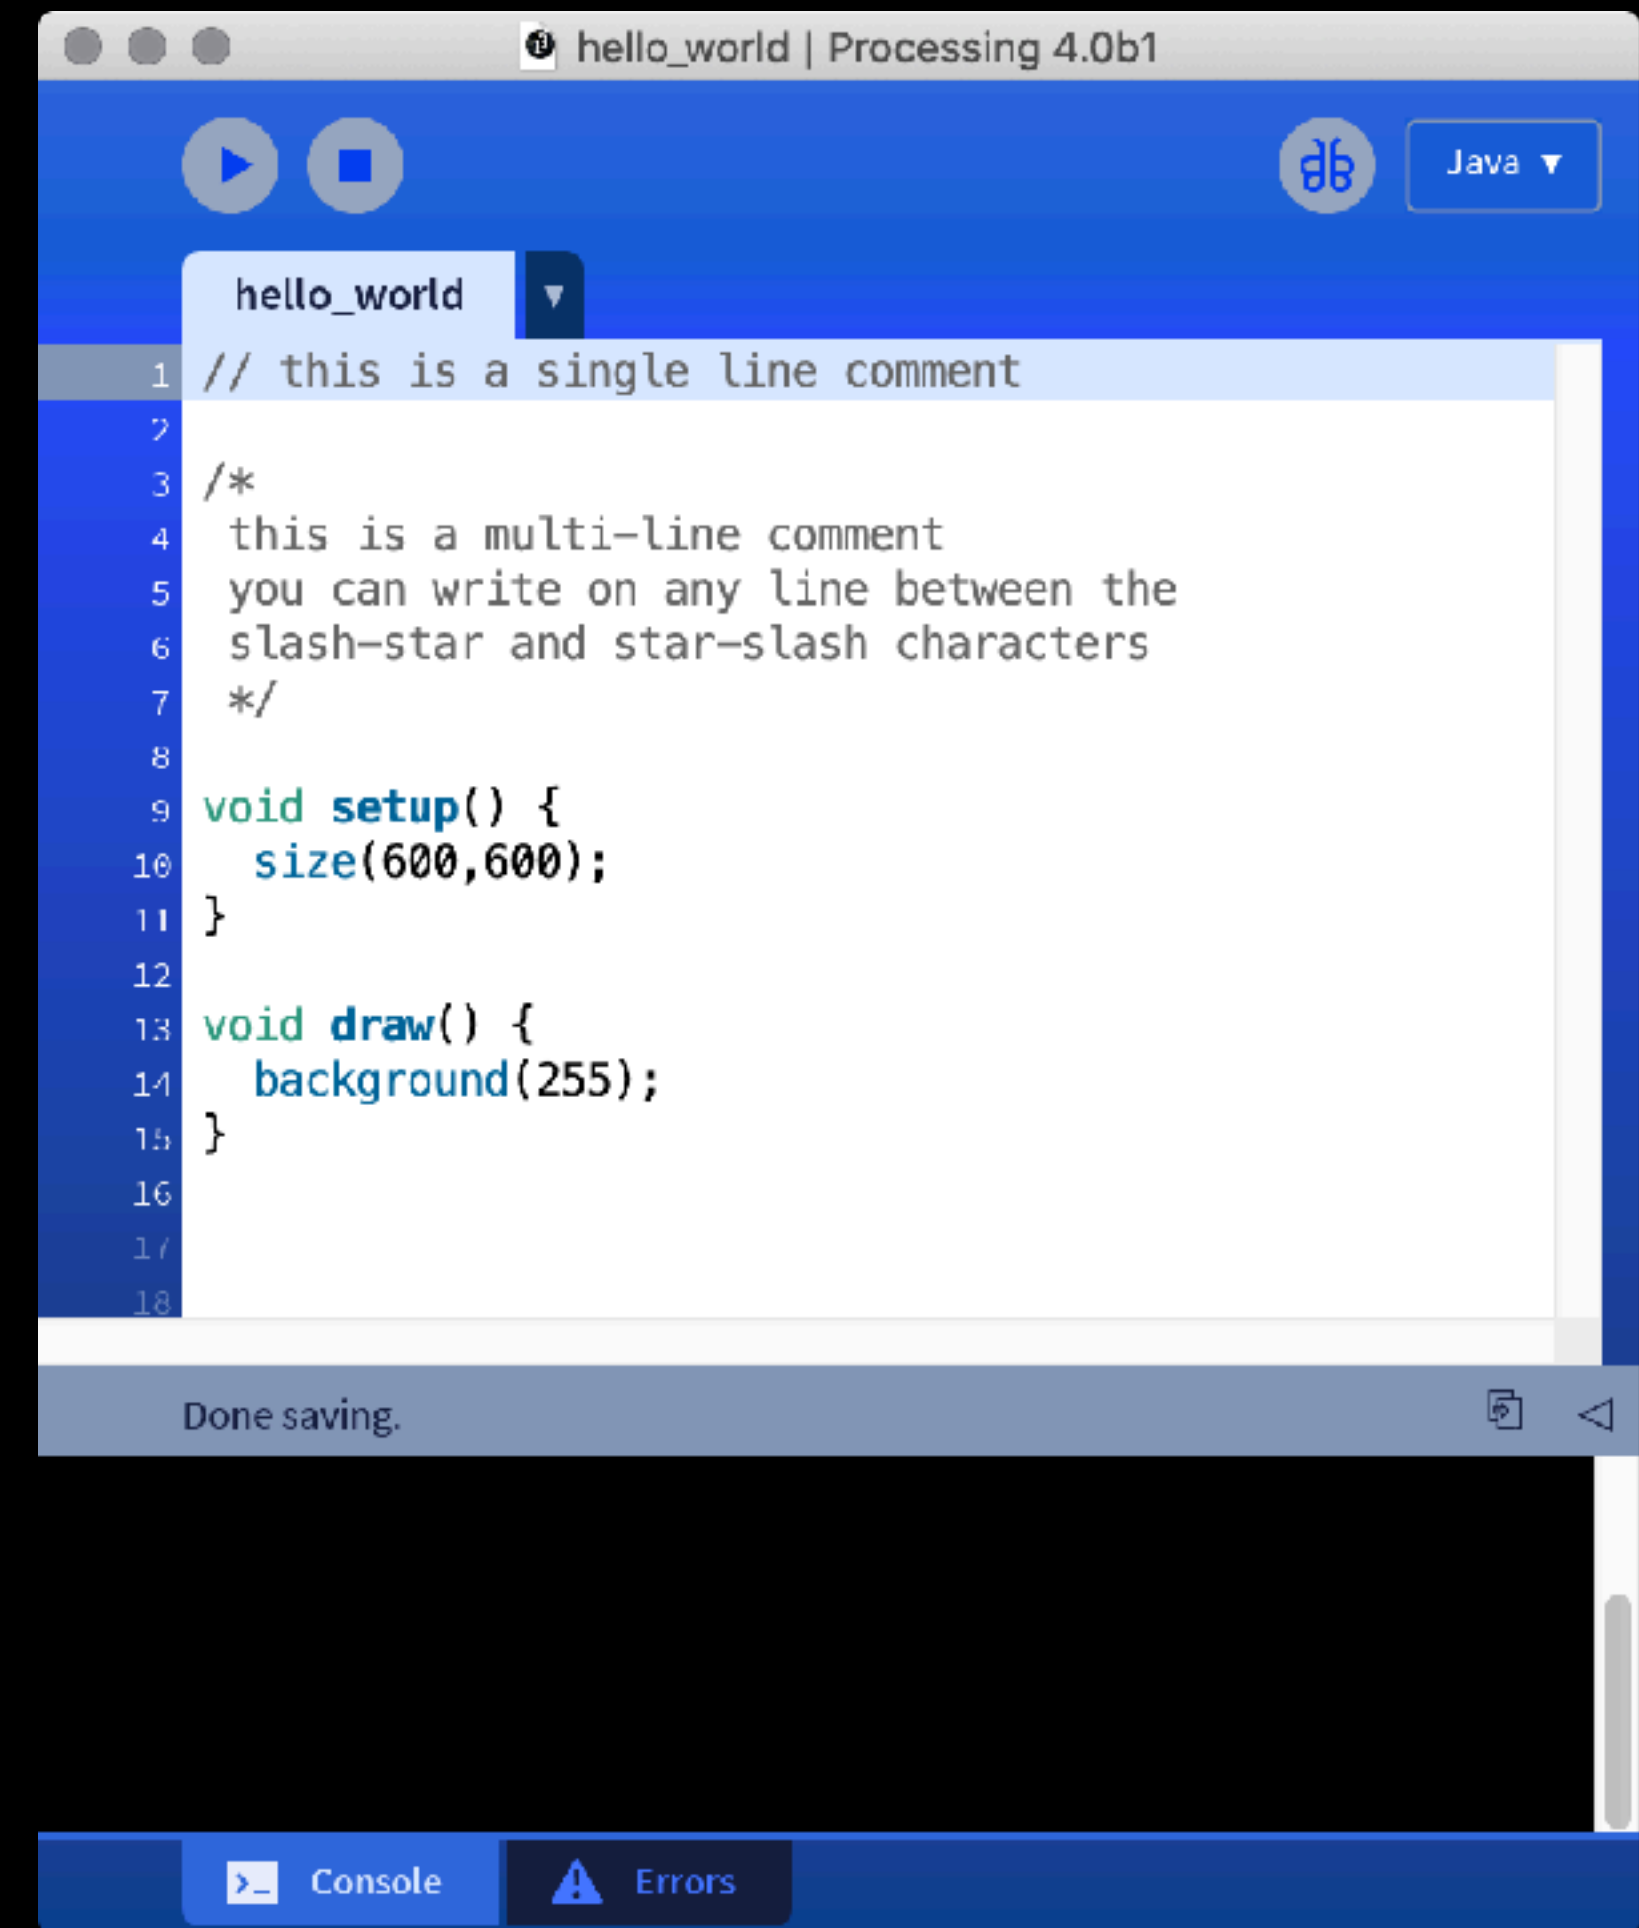 hello_world | Processing 4.0b1
Java ▼
hello_world ▼
1 // this is a single line comment
2
3 /*
4 this is a multi-line comment
5 you can write on any line between the
6 slash-star and star-slash characters
7 */
8
9 void setup() {
10 size(600,600);
11 }
12
13 void draw() {
14 background(255);
15 }
16
17
18
Done saving.
>_ Console
Errors